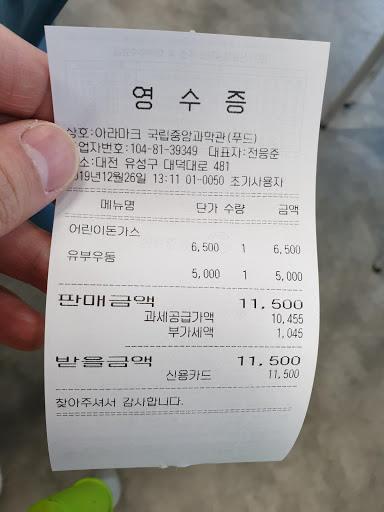 영 수 증
상호:아라마크 국립중앙과학관(푸드)
업자번호:104-81-39349 대표자:전응준
소:대전 유성구 대덕대로 481
2019년12월26일 13:11 01-0050 초기사용자
메뉴명 단가 수량 금액
어린이돈가스
6,500 1 6,500
유부우동
5,000 1 5,000
판매금액 11,500
과세공급가액 10,455
부가세액 1,045
받을금액 11,500
신용카드 11,500
찾아주셔서 감사합니다.